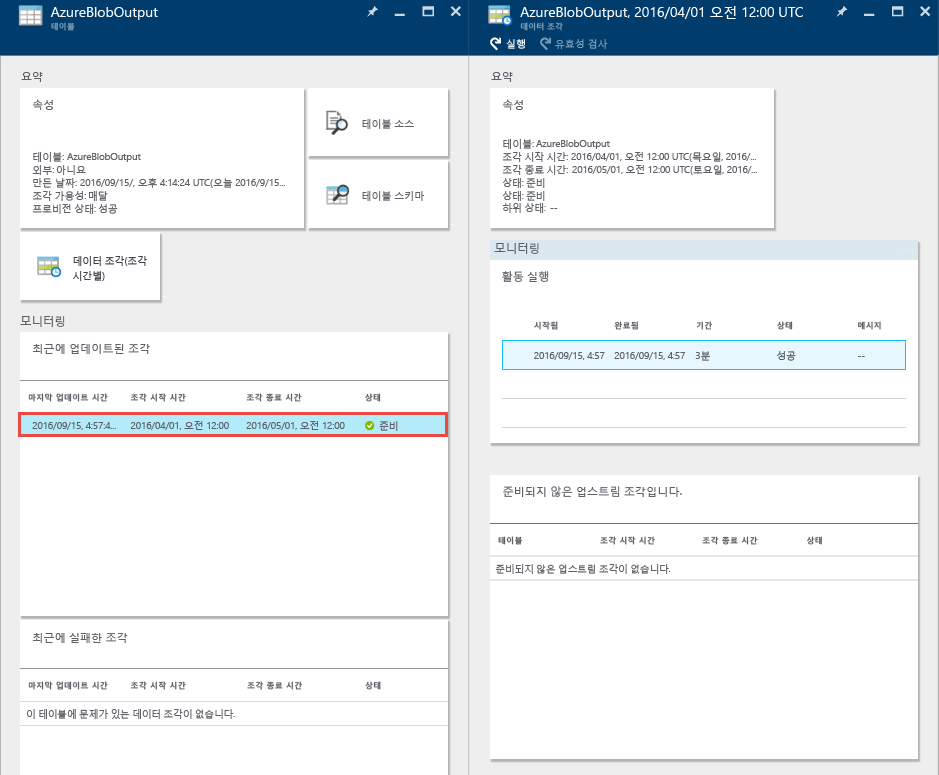 AzureBlobOutput
테이블
요약
속성
테이블: AzureBlobOutput
외부: 아니요
만든 날짜: 2016/09/15/, 오후 4:14:24 UTC(오늘 2016/9/15...
조각 가용성: 매달
프로비전 상태: 성공
테이블 소스
테이블 스키마
데이터 조각(조각
시간별)
모니터링
최근에 업데이트된 조각
마지막 업데이트 시간 조각 시작 시간 조각 종료 시간 상태
2016/09/15, 4:57:4... 2016/04/01, 오전 12:00 2016/05/01, 오전 12:00 준비
최근에 실패한 조각
마지막 업데이트 시간 조각 시작 시간 조각 종료 시간 상태
이 테이블에 문제가 있는 데이터 조각이 없습니다.
AzureBlobOutput, 2016/04/01 오전 12:00 UTC
데이터 조각
실행 유효성 검사
요약
속성
테이블: AzureBlobOutput
조각 시작 시간: 2016/04/01, 오전 12:00 UTC(목요일, 2016/...
조각 종료 시간: 2016/05/01, 오전 12:00 UTC(토요일, 2016/...
상태: 준비
상태: 준비
하위 상태: --
모니터링
활동 실행
시작됨 완료됨 기간 상태 메시지
2016/09/15, 4:57 2016/09/15, 4:57 3분 성공 --
준비되지 않은 업스트림 조각입니다.
테이블 조각 시작 시간 조각 종료 시간 상태
준비되지 않은 업스트림 조각이 없습니다.